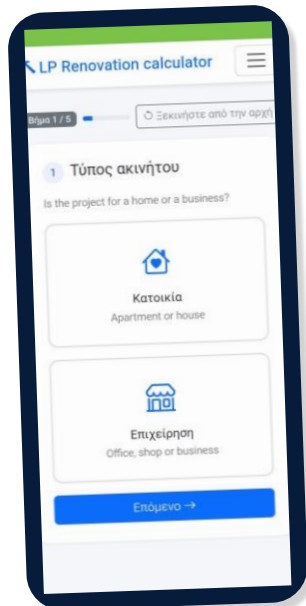 LP Renovation calculator
Βήμα 1 / 5
Ξεκινήστε από την αρχή
1 Τύπος ακινήτου
Is the project for a home or a business?
Κατοικία
Apartment or house
Επιχείρηση
Office, shop or business
Επόμενο →